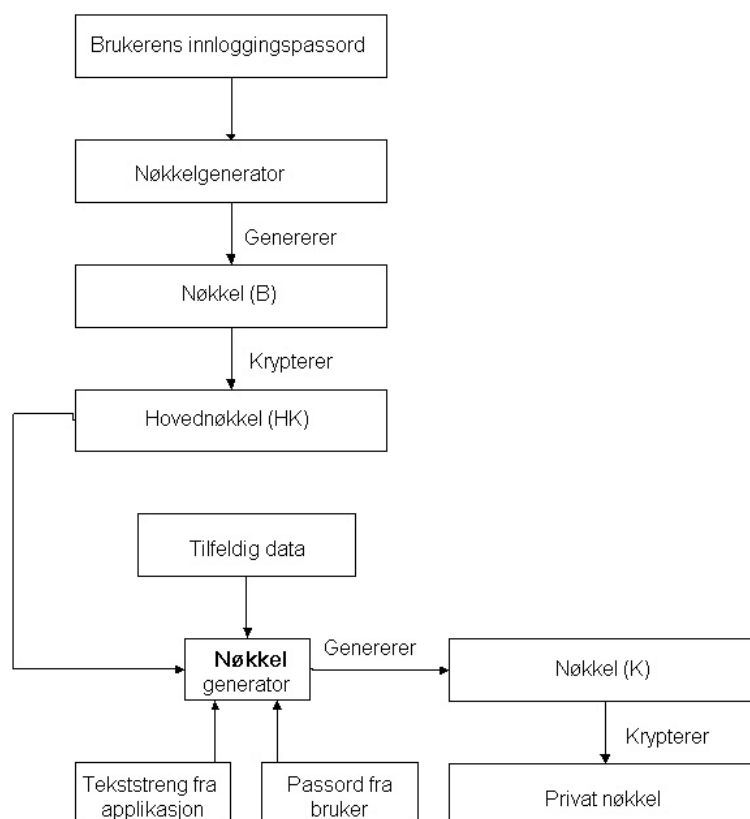 Brukerens innloggingspassord
Nøkkelgenerator
Genererer
Nøkkel (B)
Krypterer
Hovednøkkel (HK)
Tilfeldig data
Nøkkel
generator
Genererer
Nøkkel (K)
Krypterer
Tekststreng fra
applikasjon
Passord fra
bruker
Privat nøkkel